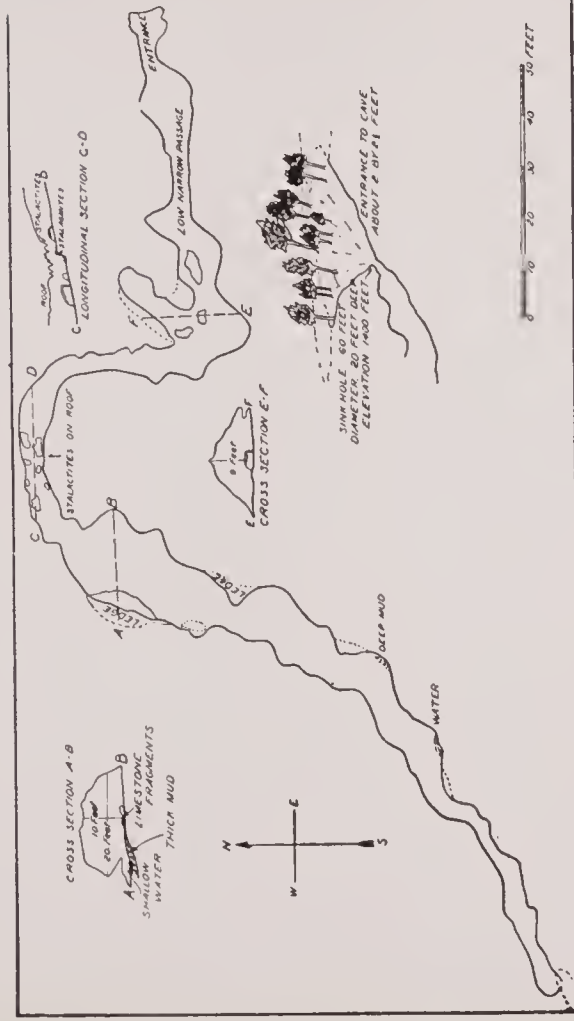 CROSS SECTION A-B
10 Feet
20 Feet
A
B
SHALLOW
WATER
LIMESTONE
FRAGMENTS
THICK MUD
N
W
E
S
C
D
STALACTITES ON ROOF
A
B
LEDGE
LEDGE
DEEP MUD
WATER
ROOF
STALACTITES
STALAGMITES
C
D
LONGITUDINAL SECTION C-D
F
E
LOW NARROW PASSAGE
ENTRANCE
E
F
8 Feet
CROSS SECTION E-F
SINK HOLE 60 FEET
DIAMETER. 20 FEET DEEP
ELEVATION 1400 FEET
ENTRANCE TO CAVE
ABOUT 2 BY 2½ FEET
0 10 20 30 40 50 FEET